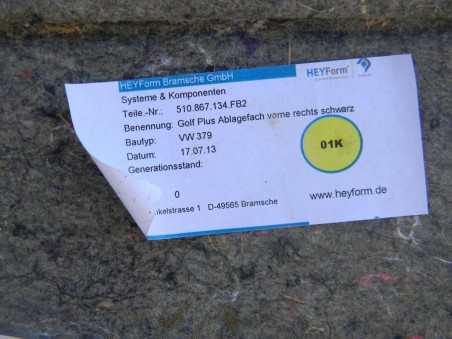 HEYForm Bramsche GmbH
HEYForm
Systeme & Komponenten
Teile.-Nr.: 510.867.134.FB2
Benennung: Golf Plus Ablagefach vorne rechts schwarz
Bautyp: VW 379
Datum: 17.07.13
Generationsstand:
01K
0
www.heyform.de
nkelstrasse 1 D-49565 Bramsche